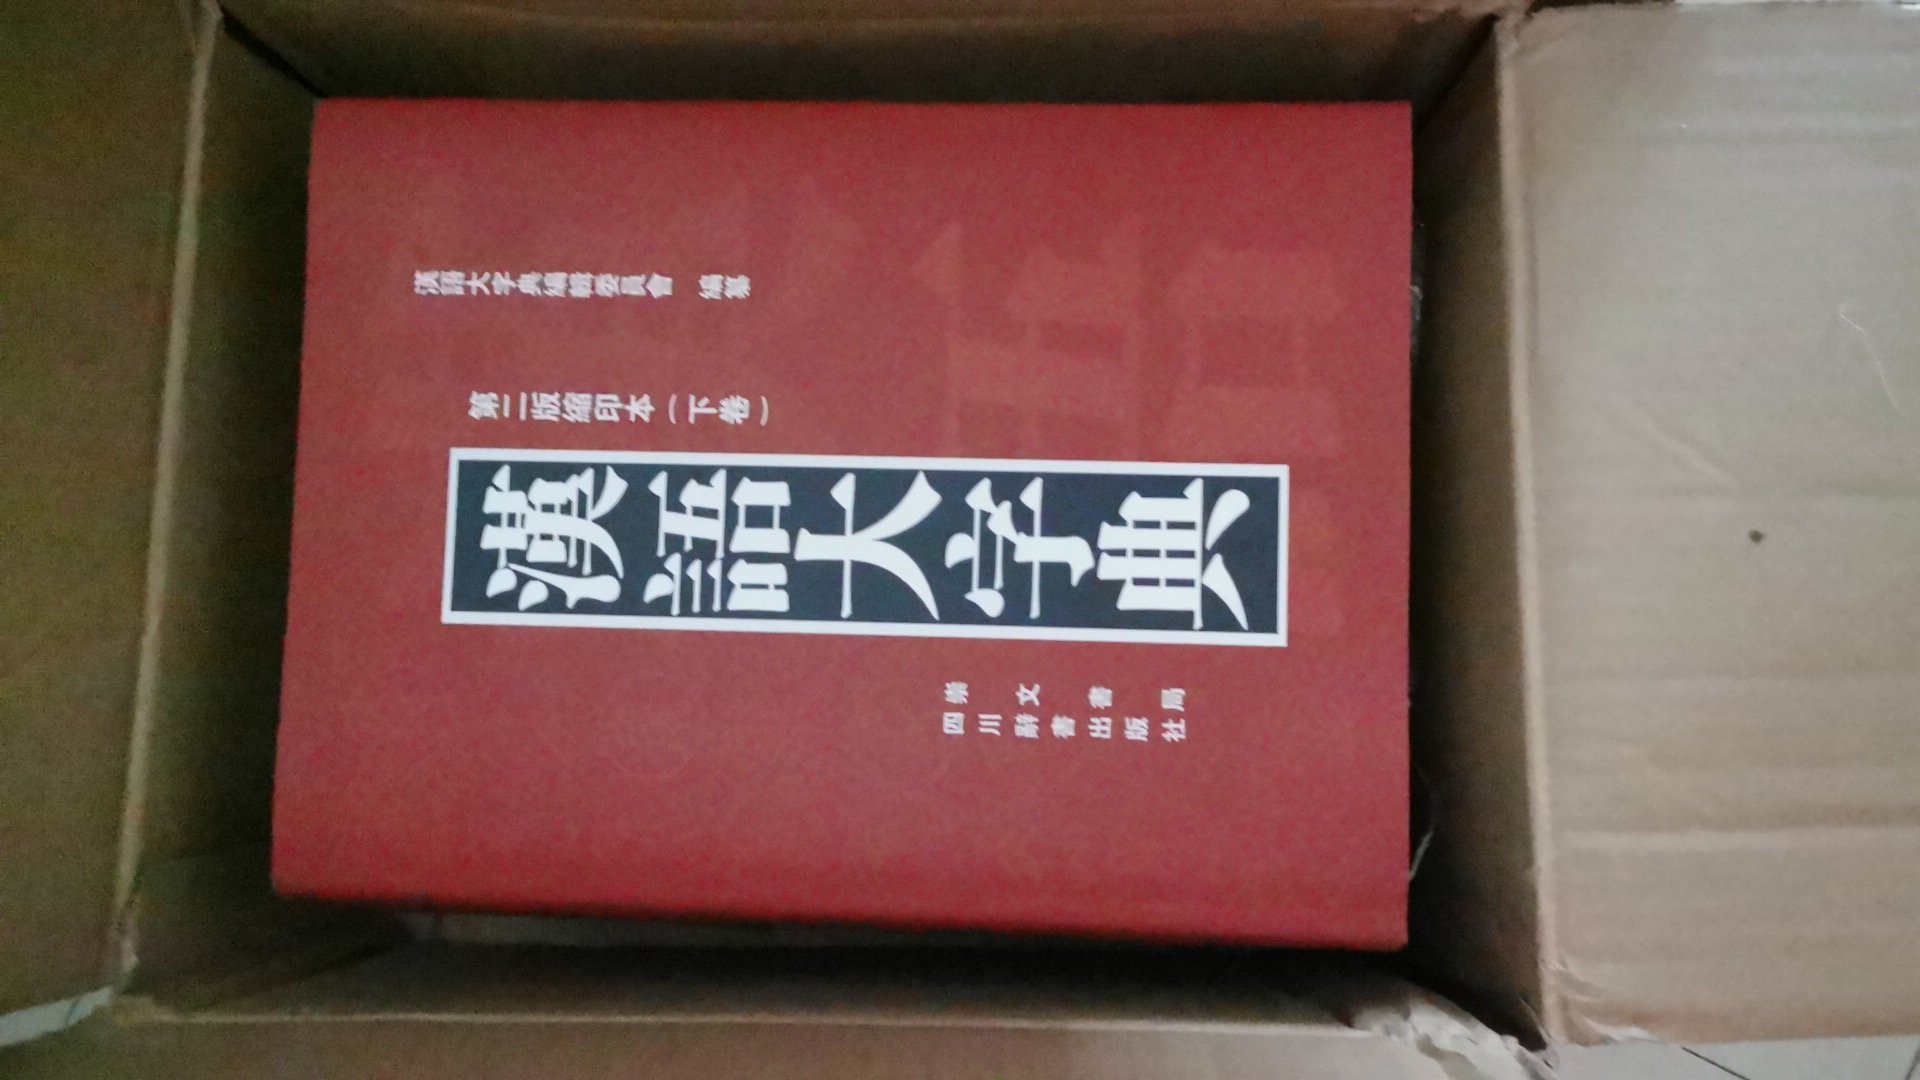 漢語大字典編輯委員會 編纂
第二版縮印本(下卷)
漢語大字典
崇文書局
四川辭書出版社